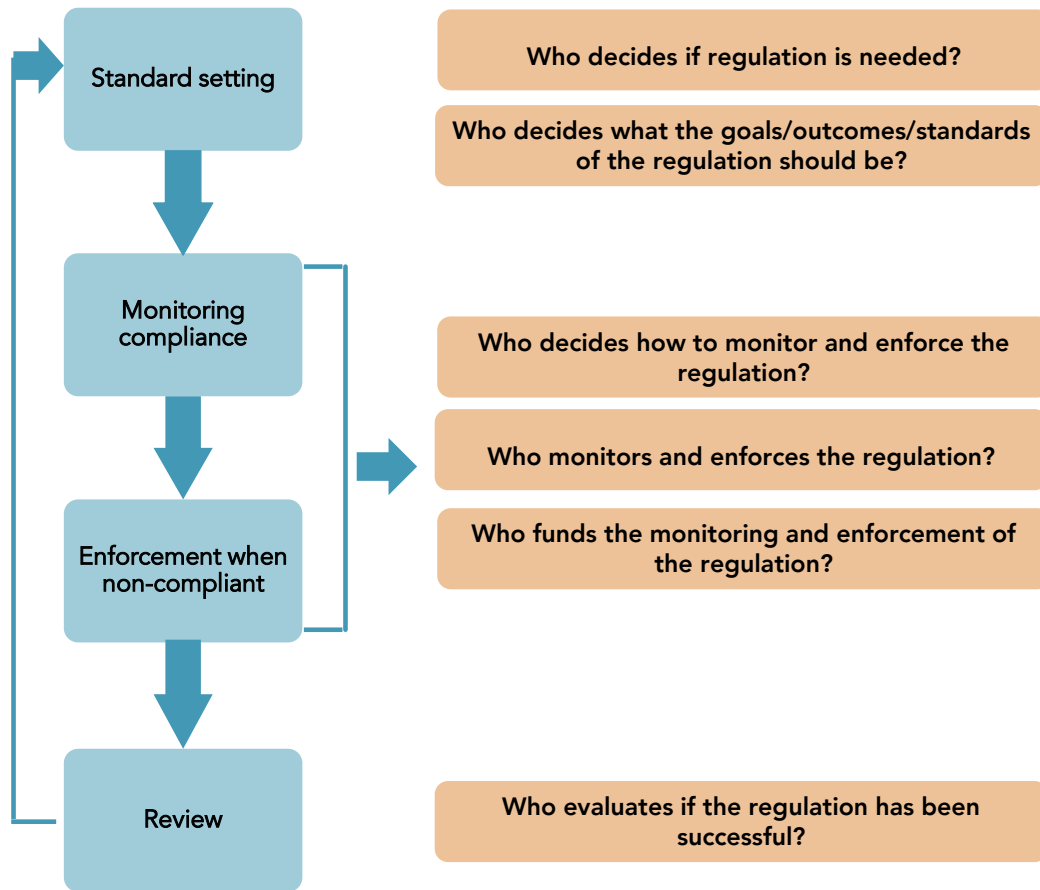 Standard setting
Who decides if regulation is needed?
Who decides what the goals/outcomes/standards
of the regulation should be?
Monitoring
compliance
Who decides how to monitor and enforce the
regulation?
Who monitors and enforces the regulation?
Enforcement when
non-compliant
Who funds the monitoring and enforcement of
the regulation?
Review
Who evaluates if the regulation has been
successful?